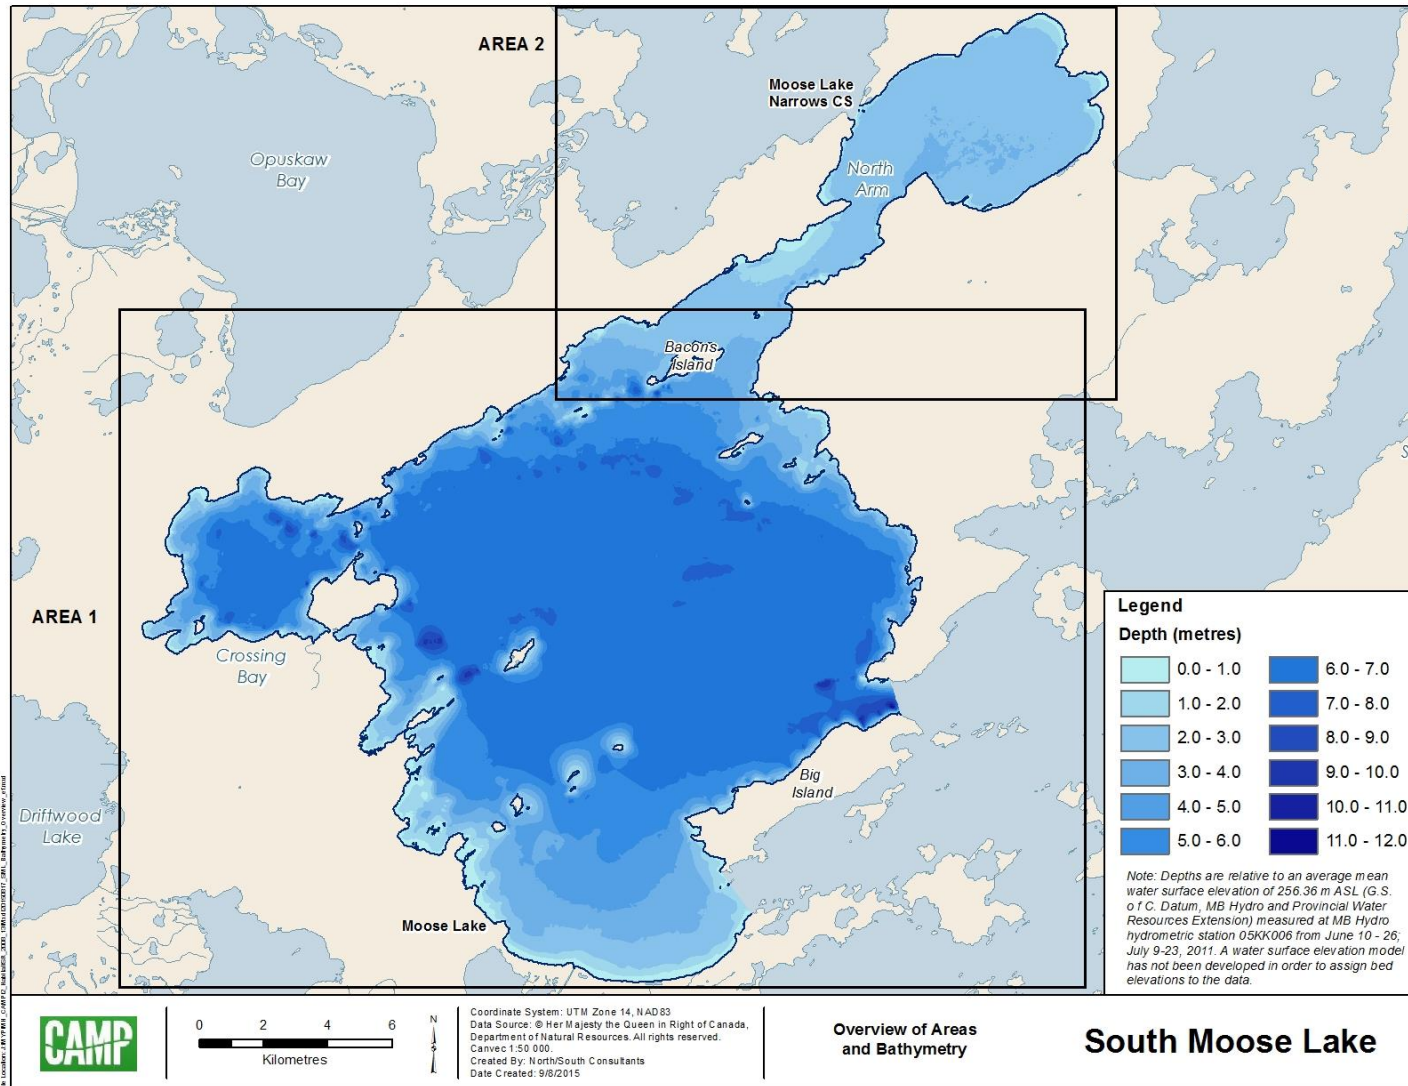 AREA 2
Moose Lake
Narrows CS
Opuskaw
Bay
North
Arm
Bacons
Island
AREA 1
Crossing
Bay
Big
Island
Driftwood
Lake
Moose Lake
S
Legend
Depth (metres)
0.0 - 1.0
1.0 - 2.0
2.0 - 3.0
3.0 - 4.0
4.0 - 5.0
5.0 - 6.0
6.0 - 7.0
7.0 - 8.0
8.0 - 9.0
9.0 - 10.0
10.0 - 11.0
11.0 - 12.0
Note: Depths are relative to an average mean
water surface elevation of 256.36 m ASL (G.S.
of C. Datum, MB Hydro and Provincial Water
Resources Extension) measured at MB Hydro
hydrometric station 05KK006 from June 10 - 26;
July 9-23, 2011. A water surface elevation model
has not been developed in order to assign bed
elevations to the data.
CAMP
0 2 4 6
Kilometres
N
Coordinate System: UTM Zone 14, NAD83
Data Source: © Her Majesty the Queen in Right of Canada,
Department of Natural Resources. All rights reserved.
Canvec 1:50 000.
Created By: North/South Consultants
Date Created: 9/8/2015
Overview of Areas
and Bathymetry
South Moose Lake